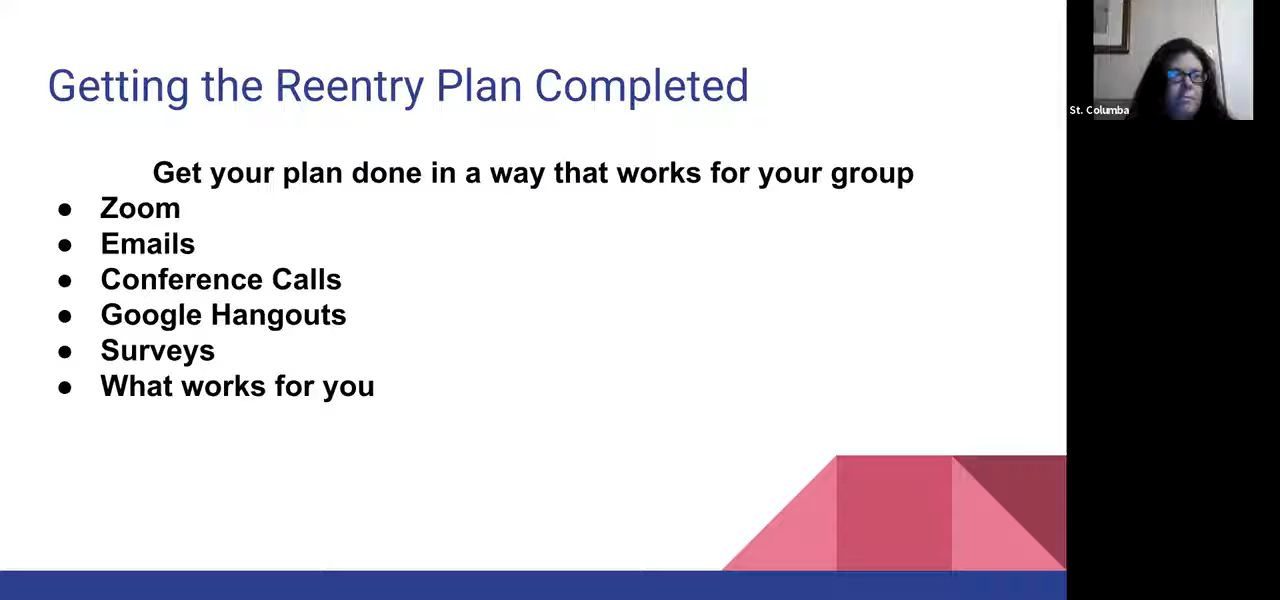 Getting the Reentry Plan Completed
Get your plan done in a way that works for your group
● Zoom
● Emails
● Conference Calls
● Google Hangouts
● Surveys
● What works for you
St. Columba